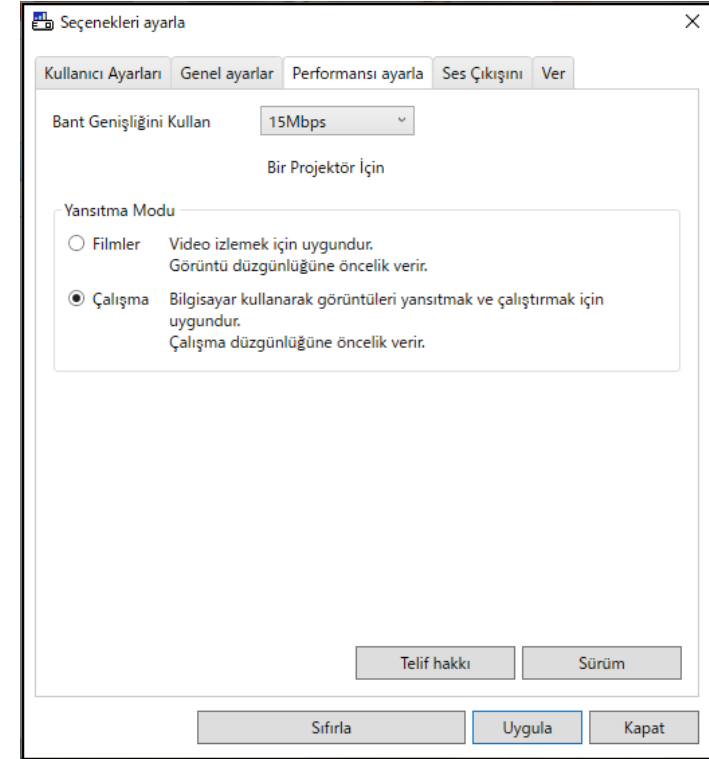 Seçenekleri ayarla
Kullanıcı Ayarları Genel ayarlar Performansı ayarla Ses Çıkışını Ver
Bant Genişliğini Kullan 15Mbps
Bir Projektör İçin
Yansıtma Modu
Filmler Video izlemek için uygundur.
Görüntü düzgünlüğüne öncelik verir.
Çalışma Bilgisayar kullanarak görüntüleri yansıtmak ve çalıştırmak için
uygundur.
Çalışma düzgünlüğüne öncelik verir.
Telif hakkı Sürüm
Sıfırla Uygula Kapat